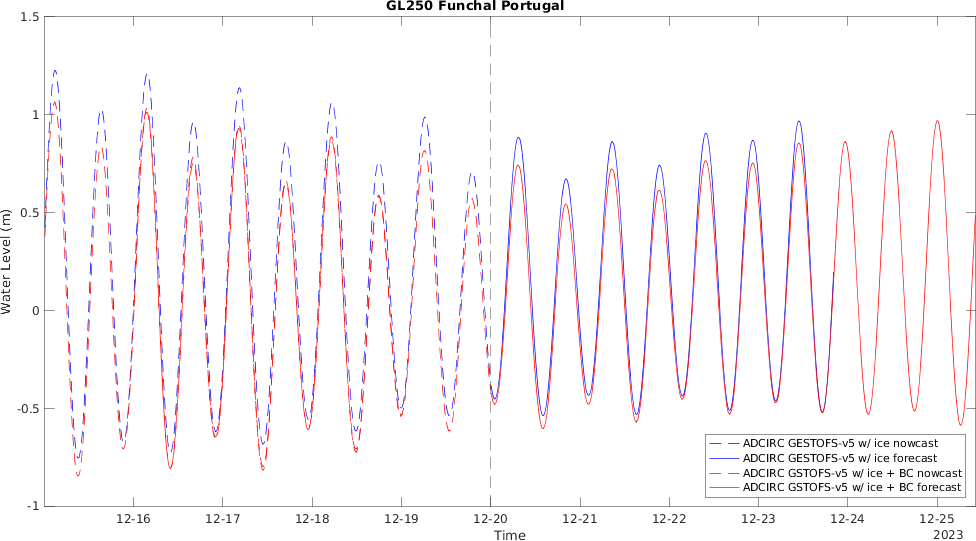 GL250 Funchal Portugal
1.5
1
0.5
0
-0.5
-1
Water Level (m)
12-16 12-17 12-18 12-19 12-20 12-21 12-22 12-23 12-24 12-25
Time
2023
ADCIRC GESTOFS-v5 w/ ice nowcast
ADCIRC GESTOFS-v5 w/ ice forecast
ADCIRC GSTOFS-v5 w/ ice + BC nowcast
ADCIRC GSTOFS-v5 w/ ice + BC forecast